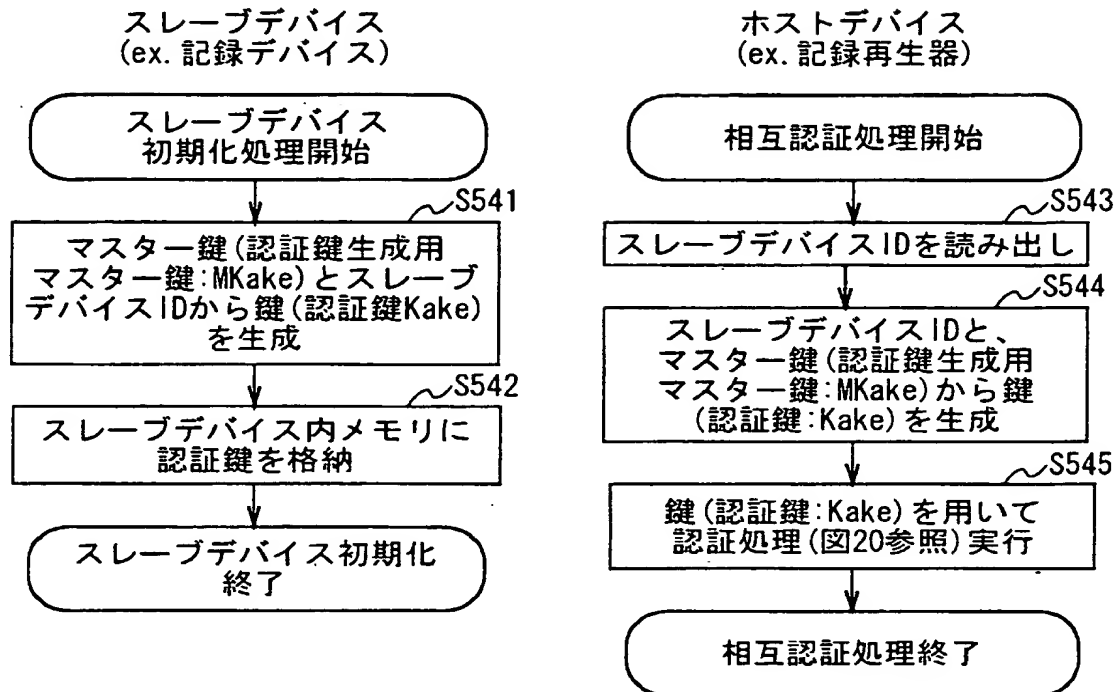 スレーブデバイス
(ex.記録デバイス)
スレーブデバイス
初期化処理開始
S541
マスター鍵(認証鍵生成用
マスター鍵:MKake)とスレーブ
デバイスIDから鍵(認証鍵Kake)
を生成
S542
スレーブデバイス内メモリに
認証鍵を格納
スレーブデバイス初期化
終了
ホストデバイス
(ex.記録再生器)
相互認証処理開始
S543
スレーブデバイスIDを読み出し
S544
スレーブデバイスIDと、
マスター鍵(認証鍵生成用
マスター鍵:MKake)から鍵
(認証鍵:Kake)を生成
S545
鍵(認証鍵:Kake)を用いて
認証処理(図20参照)実行
相互認証処理終了